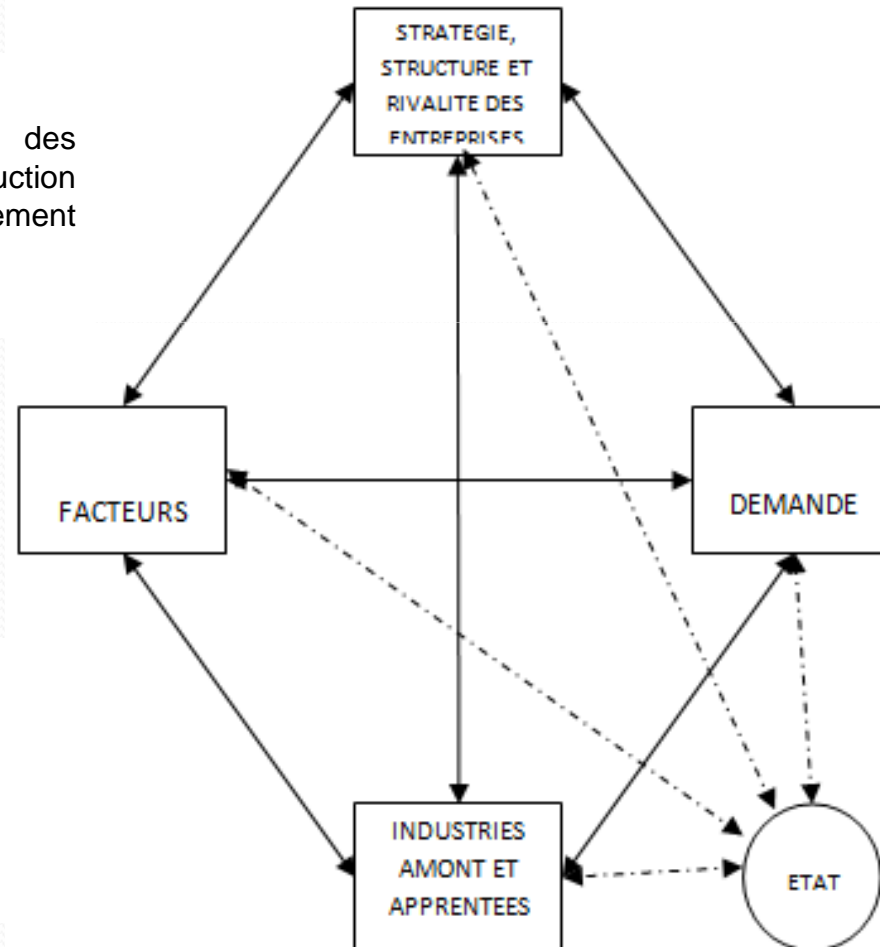 STRATEGIE,
STRUCTURE ET
RIVALITE DES
ENTREPRISES
des
uction
ement
FACTEURS
DEMANDE
INDUSTRIES
AMONT ET
APPRENTEES
ETAT